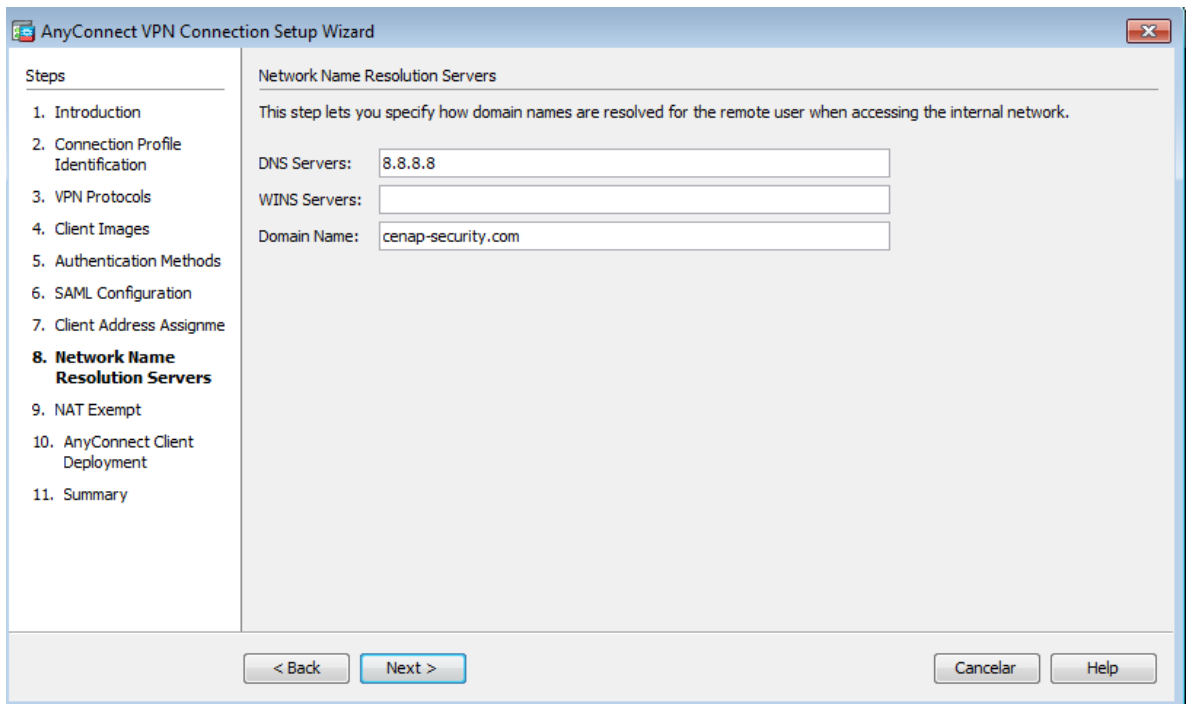 AnyConnect VPN Connection Setup Wizard
Steps
1. Introduction
2. Connection Profile
Identification
3. VPN Protocols
4. Client Images
5. Authentication Methods
6. SAML Configuration
7. Client Address Assignme
8. Network Name
Resolution Servers
9. NAT Exempt
10. AnyConnect Client
Deployment
11. Summary
Network Name Resolution Servers
This step lets you specify how domain names are resolved for the remote user when accessing the internal network.
DNS Servers: 8.8.8.8
WINS Servers:
Domain Name: cenap-security.com
< Back Next > Cancelar Help